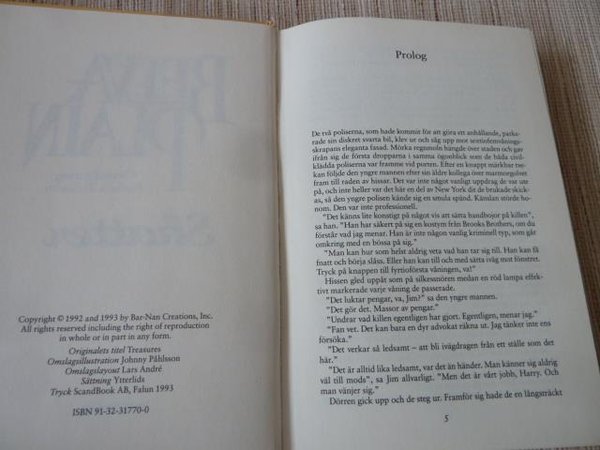 Copyright © 1992 and 1993 by Bar-Nan Creations, Inc.
All rights reserved including the right of reproduction
in whole or in part in any form.
Originalets titel Treasures
Omslagsillustration Johnny Påhlsson
Omslagslayout Lars André
Sättning Ytterlids
Tryck ScandBook AB, Falun 1993
ISBN 91-32-31770-0
Prolog
De två poliserna, som hade kommit för att göra ett anhållande, parke-
rade sin diskret svarta bil, klev ut och såg upp mot sextiofemvånings-
skrapans eleganta fasad. Mörka regnmoln hängde över staden och gav
ifrån sig de första dropparna i samma ögonblick som de båda civil-
klädda poliserna var framme vid porten. Efter en knappt märkbar tve-
kan följde den yngre mannen efter sin äldre kollega över marmorgolvet
fram till raden av hissar. Det var inte något vanligt uppdrag de var ute
på, och inte heller var det här en del av New York dit de brukade skickas,
så den yngre polisen kände sig en smula spänd. Känslan störde ho-
nom. Den var inte professionell.
"Det känns lite konstigt på något vis att sätta handbojor på killen",
sa han. "Han har säkert på sig en kostym från Brooks Brothers, om du
förstår vad jag menar. Han är inte någon vanlig kriminell typ, som går
omkring med en bössa på sig."
"Man kan hur som helst aldrig veta vad han tar sig till. Han kan få
fnatt och börja slåss. Eller han kan till och med sätta iväg mot fönstret.
Tryck på knappen till fyrtioförsta våningen, va!"
Hissen gled uppåt som på silkessnören medan en röd lampa effek-
tivt markerade varje våning de passerade.
"Det luktar pengar, va, Jim?" sa den yngre mannen.
"Det gör det. Massor av pengar."
"Undrar vad killen egentligen har gjort. Egentligen, menar jag."
"Fan vet. Det kan bara en dyr advokat räkna ut. Jag tänker inte ens
försöka."
"Det verkar så ledsamt – att bli ivägdragen från ett ställe som det
här."
"Det är alltid lika ledsamt, var det än händer. Man känner sig aldrig
väl till mods", sa Jim allvarligt. "Men det är vårt jobb, Harry. Och
man vänjer sig."
Dörren gick upp och de steg ur. Framför sig hade de en långsträckt
5